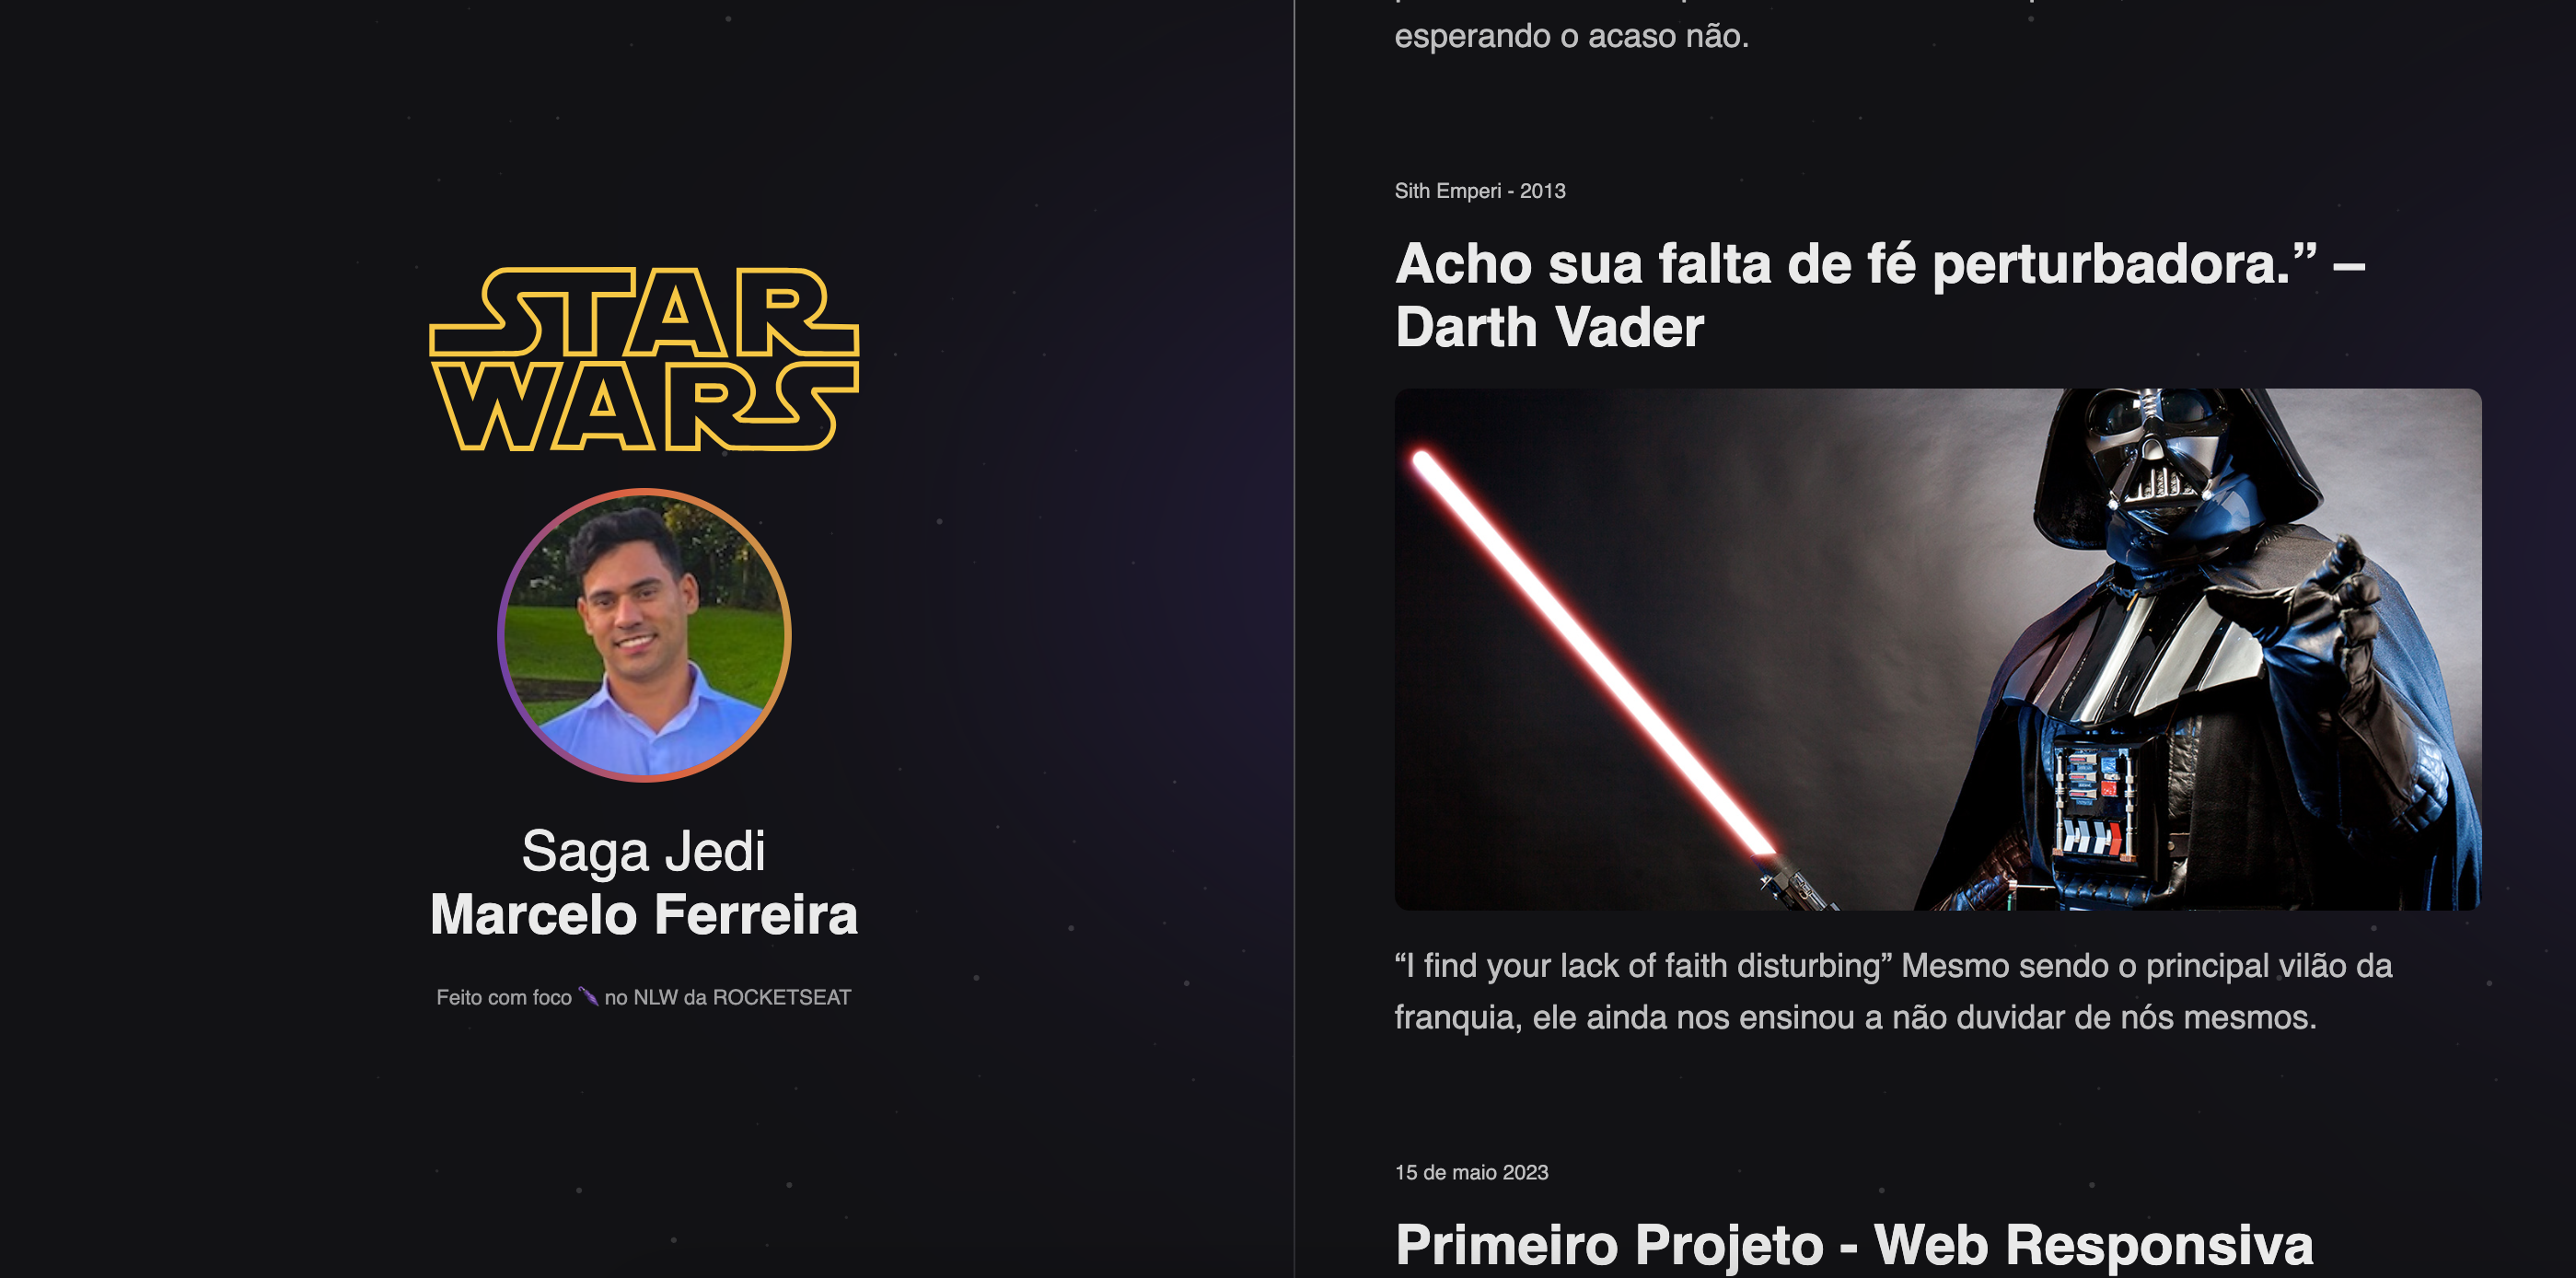 STAR
WARS
Saga Jedi
Marcelo Ferreira
Feito com foco no NLW da ROCKETSEAT
esperando o acaso não.
Sith Emperi - 2013
Acho sua falta de fé perturbadora.” –
Darth Vader
“I find your lack of faith disturbing” Mesmo sendo o principal vilão da
franquia, ele ainda nos ensinou a não duvidar de nós mesmos.
15 de maio 2023
Primeiro Projeto - Web Responsiva